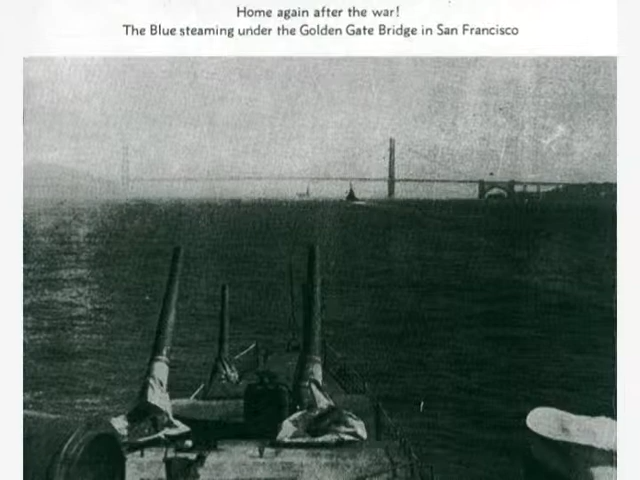 Home again after the war!
The Blue steaming under the Golden Gate Bridge in San Francisco